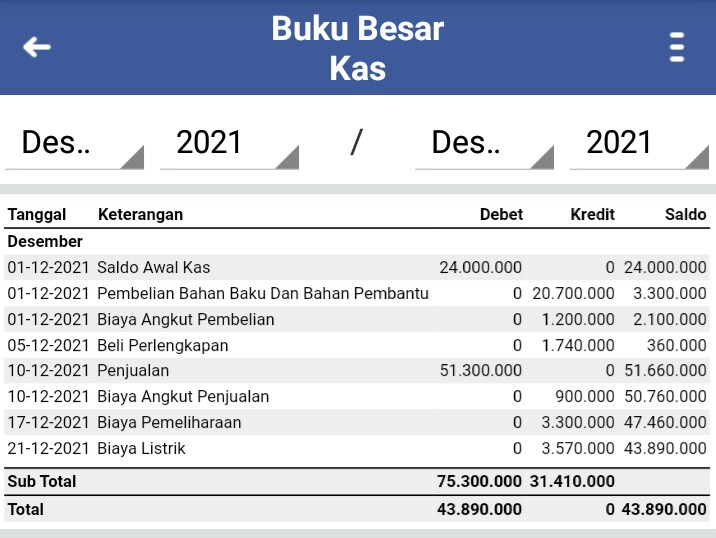 Buku Besar
Kas
Des.. 2021 / Des.. 2021
Tanggal Keterangan Debet Kredit Saldo
Desember
01-12-2021 Saldo Awal Kas 24.000.000 0 24.000.000
01-12-2021 Pembelian Bahan Baku Dan Bahan Pembantu 0 20.700.000 3.300.000
01-12-2021 Biaya Angkut Pembelian 0 1.200.000 2.100.000
05-12-2021 Beli Perlengkapan 0 1.740.000 360.000
10-12-2021 Penjualan 51.300.000 0 51.660.000
10-12-2021 Biaya Angkut Penjualan 0 900.000 50.760.000
17-12-2021 Biaya Pemeliharaan 0 3.300.000 47.460.000
21-12-2021 Biaya Listrik 0 3.570.000 43.890.000
Sub Total 75.300.000 31.410.000
Total 43.890.000 0 43.890.000